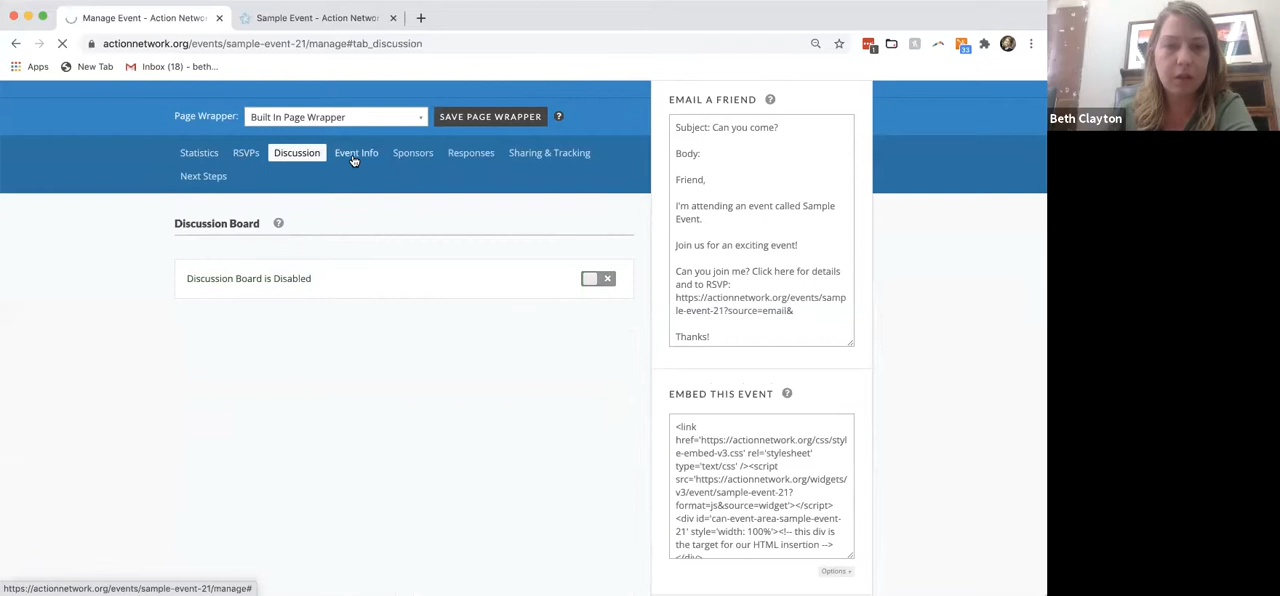 Manage Event - Action Netwo
Sample Event - Action Networ
actionnetwork.org/events/sample-event-21/manage#tab_discussion
1
33
Apps
New Tab
Inbox (18) - beth...
Beth Clayton
Page Wrapper:
Built In Page Wrapper
SAVE PAGE WRAPPER
?
Statistics
RSVPs
Discussion
Event Info
Sponsors
Responses
Sharing & Tracking
Next Steps
Discussion Board
?
Discussion Board is Disabled
EMAIL A FRIEND
?
Subject: Can you come?
Body:
Friend,
I'm attending an event called Sample
Event.
Join us for an exciting event!
Can you join me? Click here for details
and to RSVP:
https://actionnetwork.org/events/samp
le-event-21?source=email&
Thanks!
EMBED THIS EVENT
?
<link
href='https://actionnetwork.org/css/styl
e-embed-v3.css' rel='stylesheet'
type='text/css' /><script
src='https://actionnetwork.org/widgets/
v3/event/sample-event-21?
format=js&source=widget'></script>
<div id='can-event-area-sample-event-
21' style='width: 100%'><!-- this div is
the target for our HTML insertion -->
</div>
Options
https://actionnetwork.org/events/sample-event-21/manage#